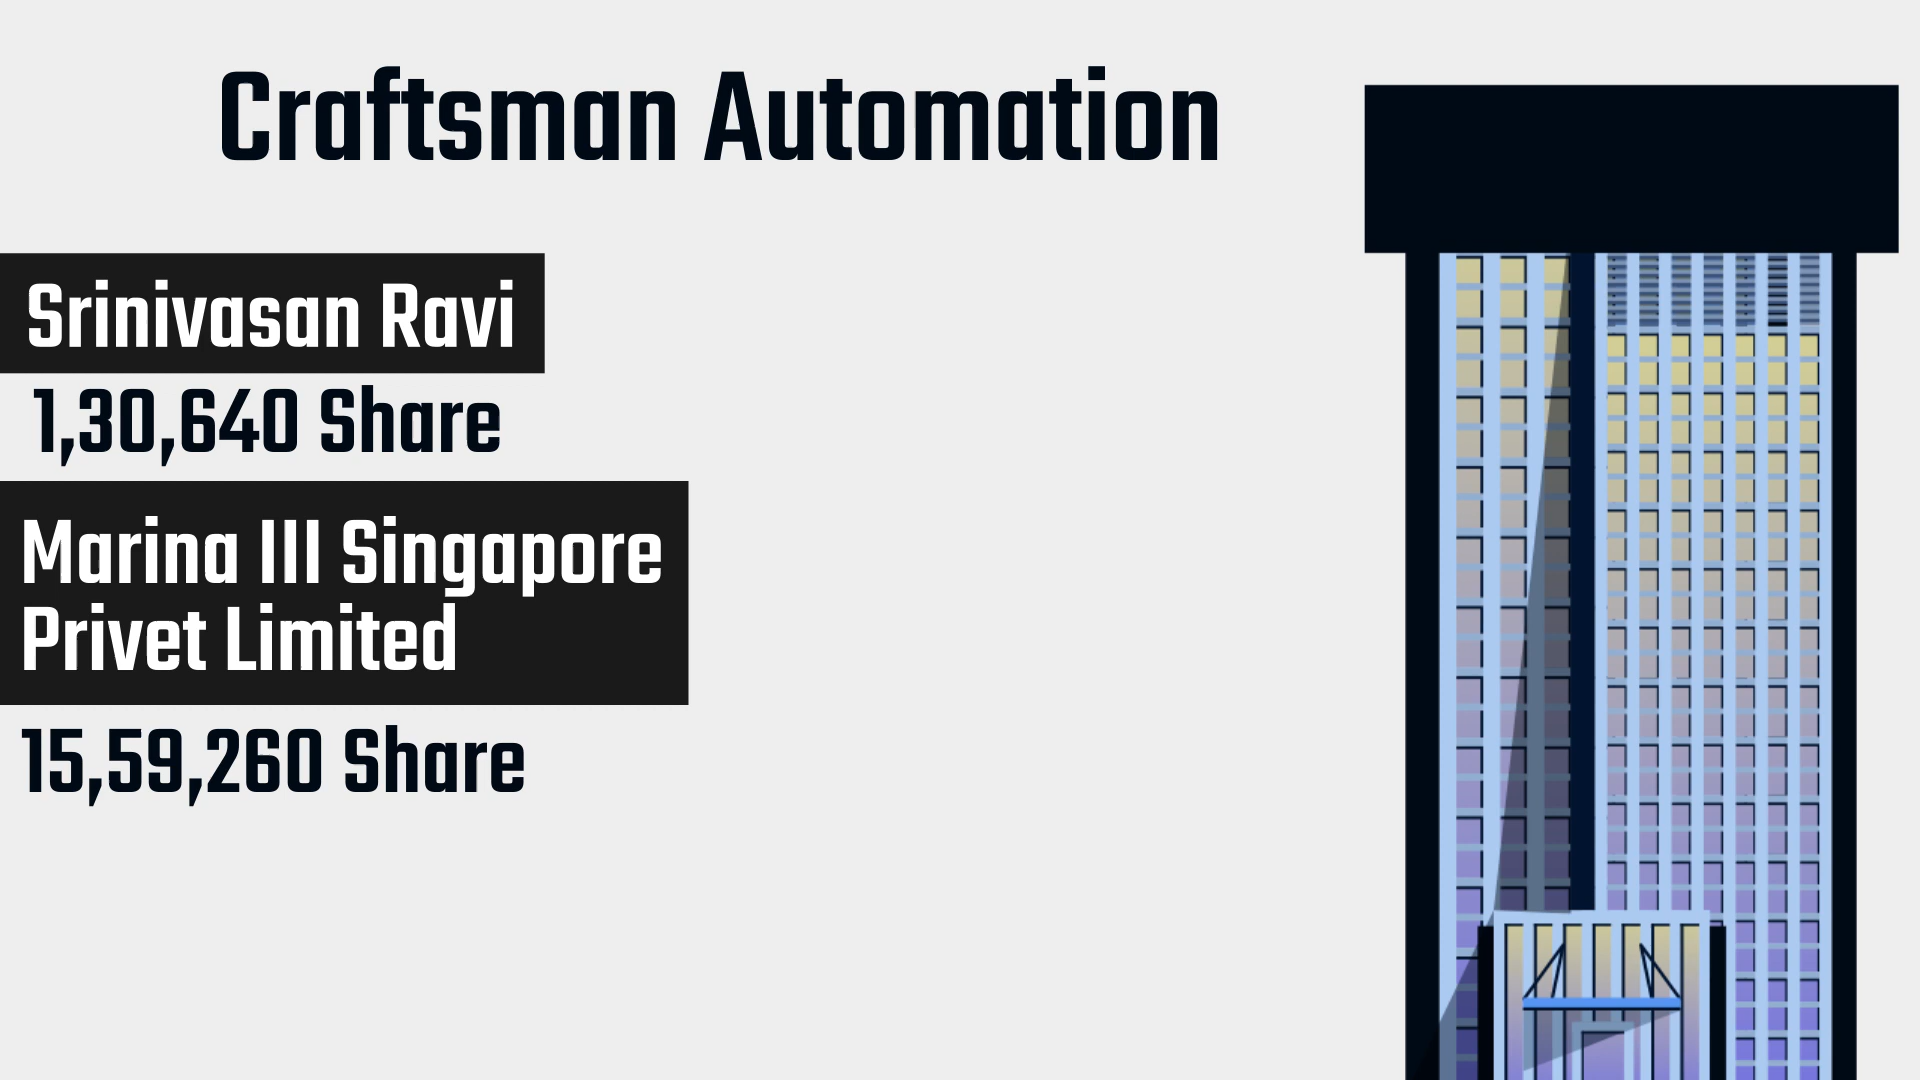 Craftsman Automation
Srinivasan Ravi
1,30,640 Share
Marina III Singapore
Privet Limited
15,59,260 Share